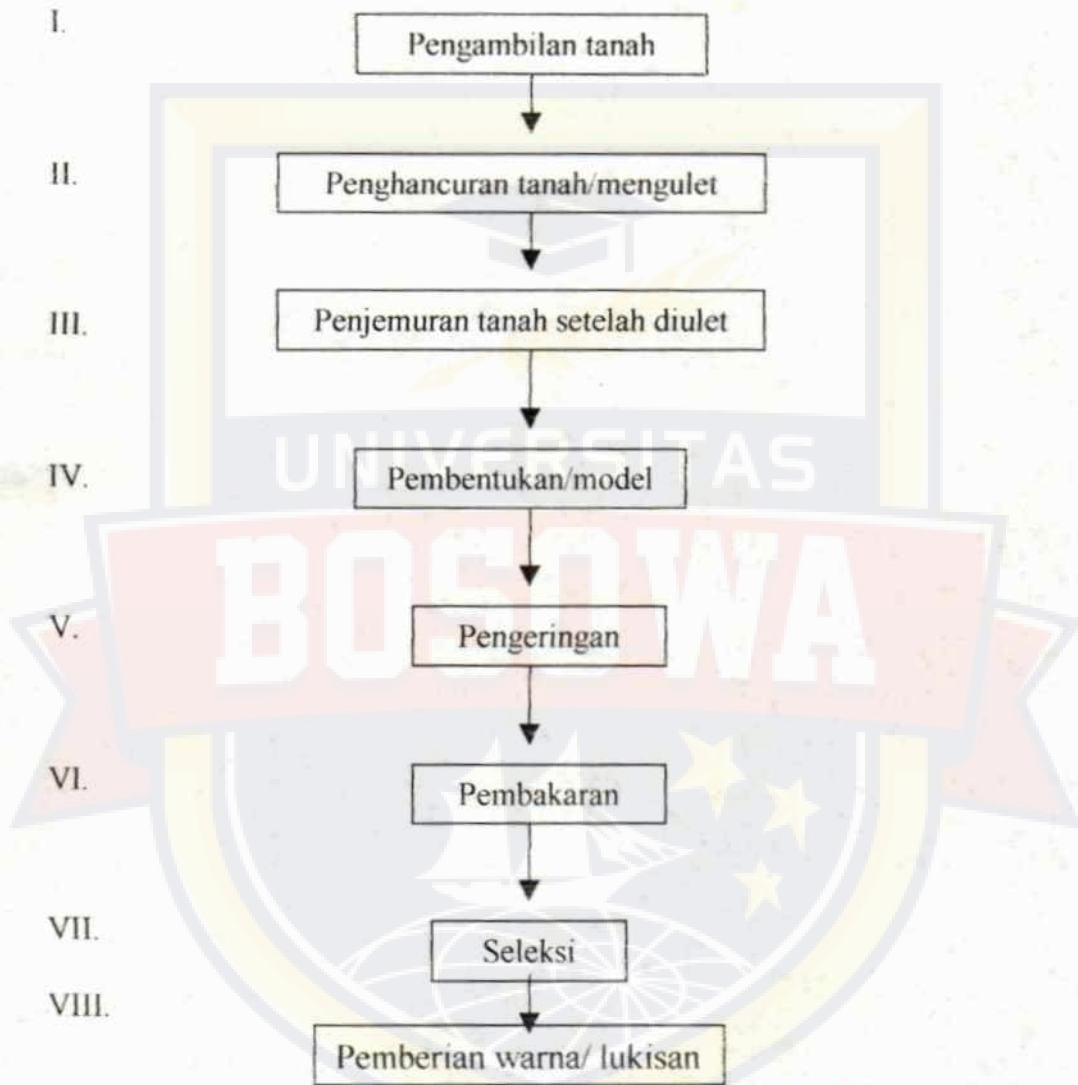 I.
Pengambilan tanah
II.
Penghancuran tanah/mengulet
III.
Penjemuran tanah setelah diulet
UNIVERSITAS
IV.
Pembentukan/model
BOSOWA
V.
Pengeringan
VI.
Pembakaran
VII.
Seleksi
VIII.
Pemberian warna/ lukisan